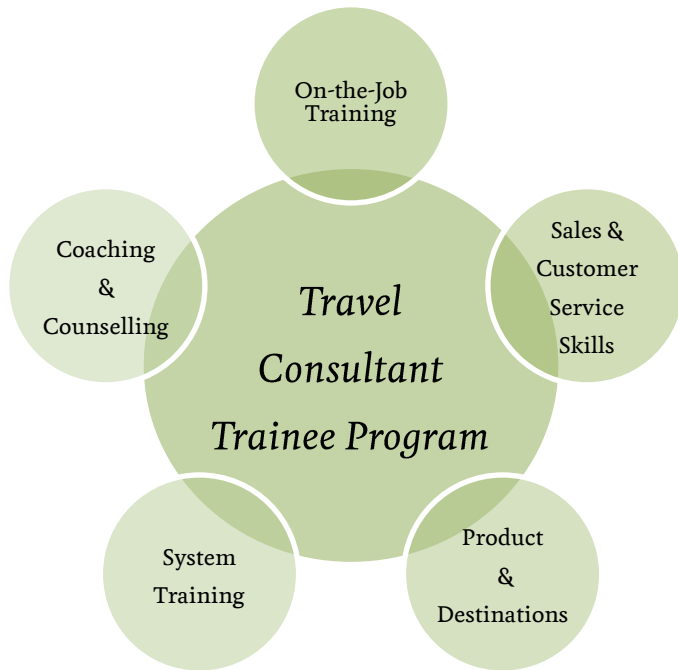 On-the-Job
Training
Sales &
Customer
Service
Skills
Coaching
&
Counselling
Travel
Consultant
Trainee Program
System
Training
Product
&
Destinations